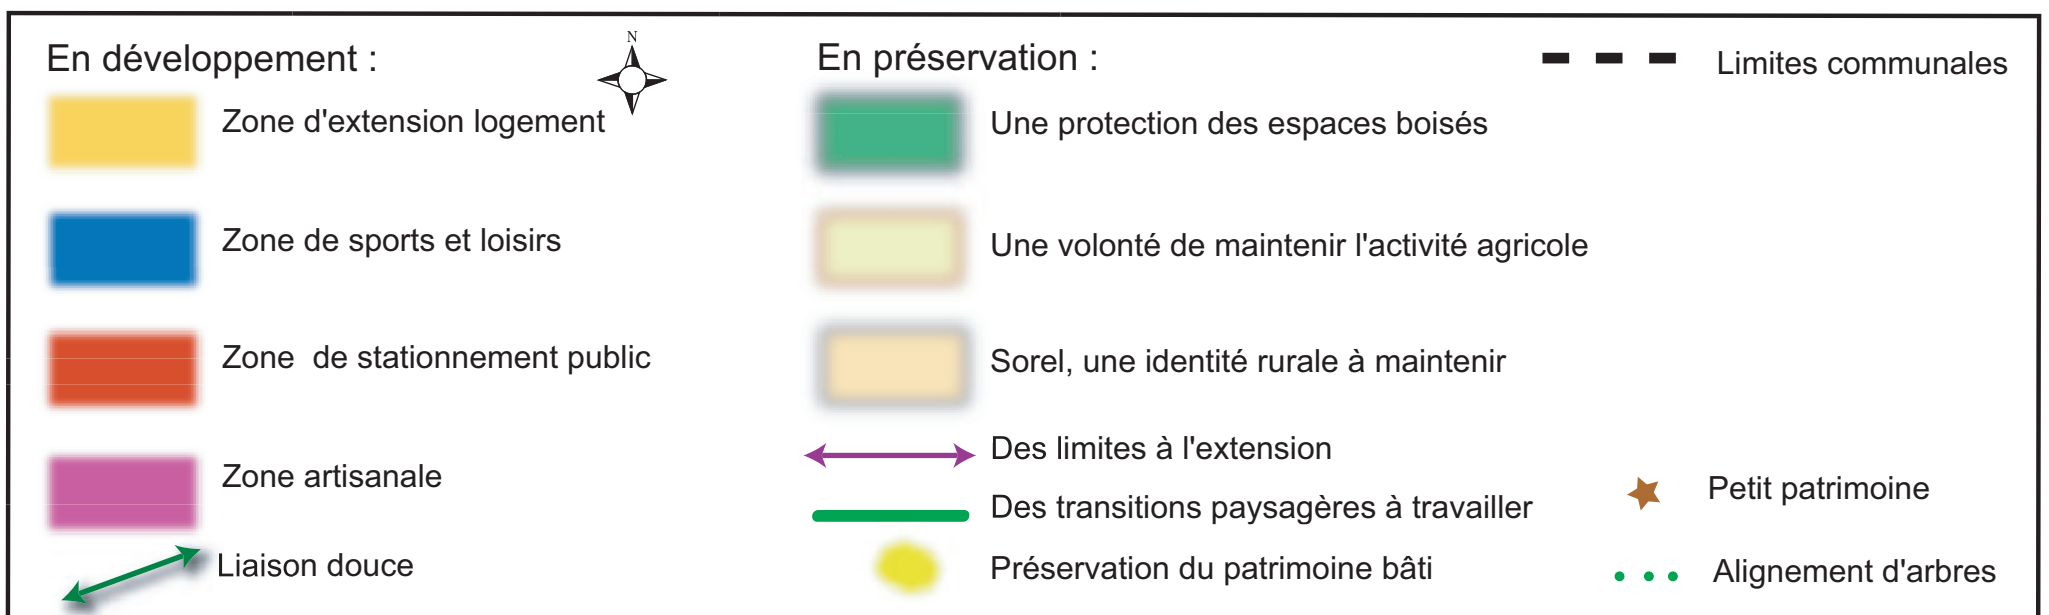 En développement :
N
Zone d'extension logement
Zone de sports et loisirs
Zone de stationnement public
Zone artisanale
Liaison douce
En préservation :
Une protection des espaces boisés
Une volonté de maintenir l'activité agricole
Sorel, une identité rurale à maintenir
Des limites à l'extension
Des transitions paysagères à travailler
Préservation du patrimoine bâti
Limites communales
Petit patrimoine
Alignement d'arbres